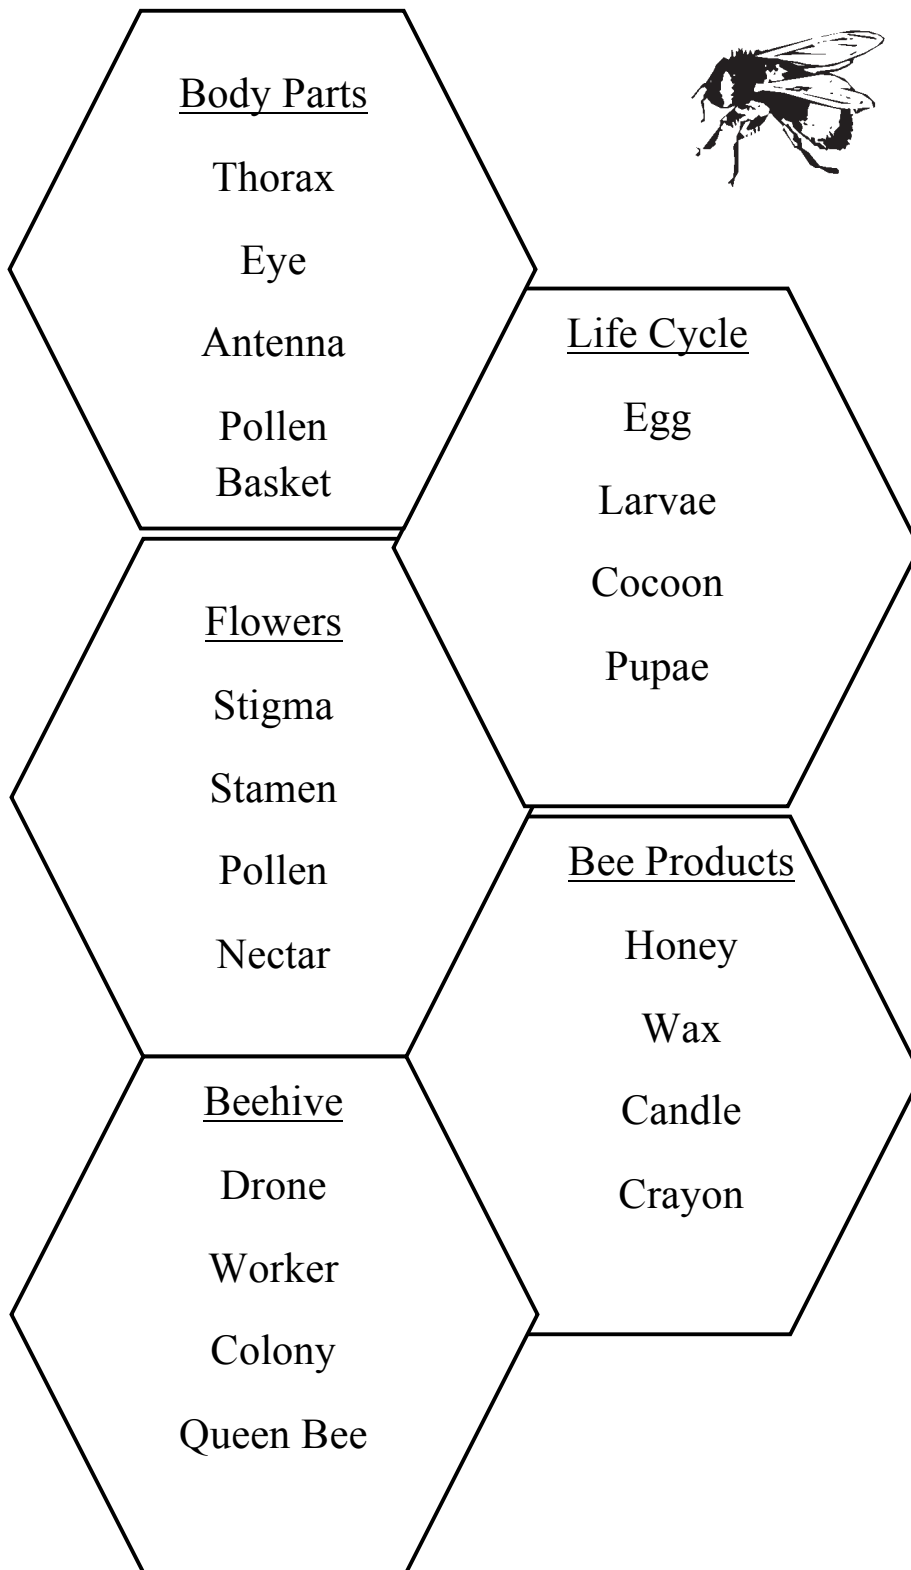 Body Parts
Thorax
Eye
Antenna
Pollen
Basket
Life Cycle
Egg
Larvae
Cocoon
Pupae
Flowers
Stigma
Stamen
Pollen
Nectar
Bee Products
Honey
Wax
Candle
Crayon
Beehive
Drone
Worker
Colony
Queen Bee